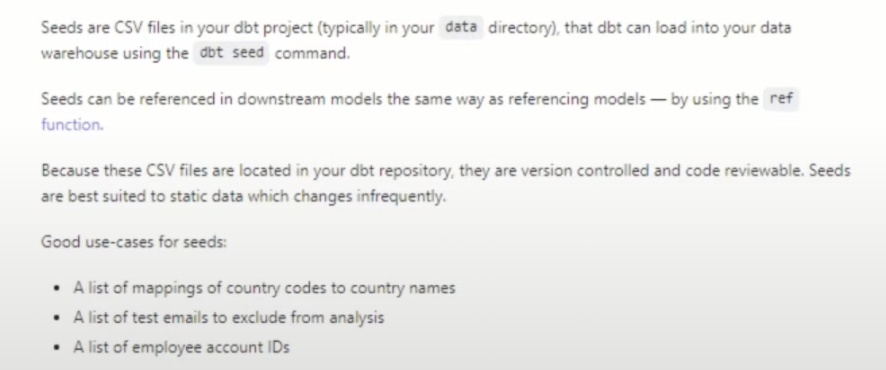 Seeds are CSV files in your dbt project (typically in your data directory), that dbt can load into your data
warehouse using the dbt seed command.
Seeds can be referenced in downstream models the same way as referencing models — by using the ref
function.
Because these CSV files are located in your dbt repository, they are version controlled and code reviewable. Seeds
are best suited to static data which changes infrequently.
Good use-cases for seeds:
• A list of mappings of country codes to country names
• A list of test emails to exclude from analysis
• A list of employee account IDs